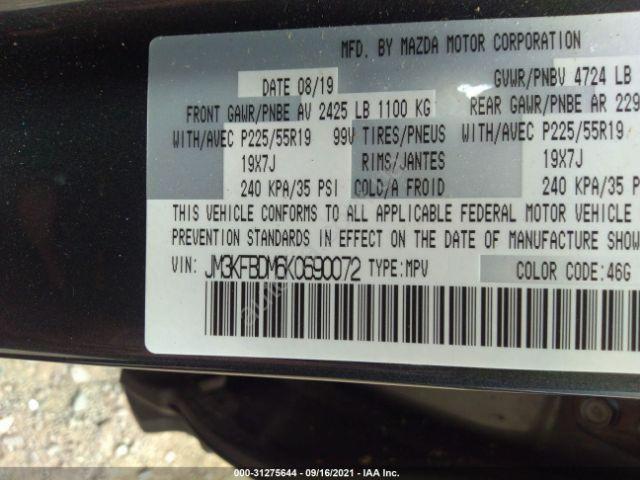 MFD. BY MAZDA MOTOR CORPORATION
DATE 08/19 GVWR/PNBV 4724 LB
FRONT GAWR/PNBE AV 2425 LB 1100 KG REAR GAWR/PNBE AR 229
WITH/AVEC P225/55R19 99V TIRES/PNEUS WITH/AVEC P225/55R19
19X7J RIMS/JANTES 19X7J
240 KPA/35 PSI COLD/A FROID 240 KPA/35
THIS VEHICLE CONFORMS TO ALL APPLICABLE FEDERAL MOTOR VEHICLE
PREVENTION STANDARDS IN EFFECT ON THE DATE OF MANUFACTURE SHOW
VIN: JM3KFBDM6K0690072 TYPE:MPV COLOR CODE:46G
000-31275644 - 09/16/2021 - IAA Inc.